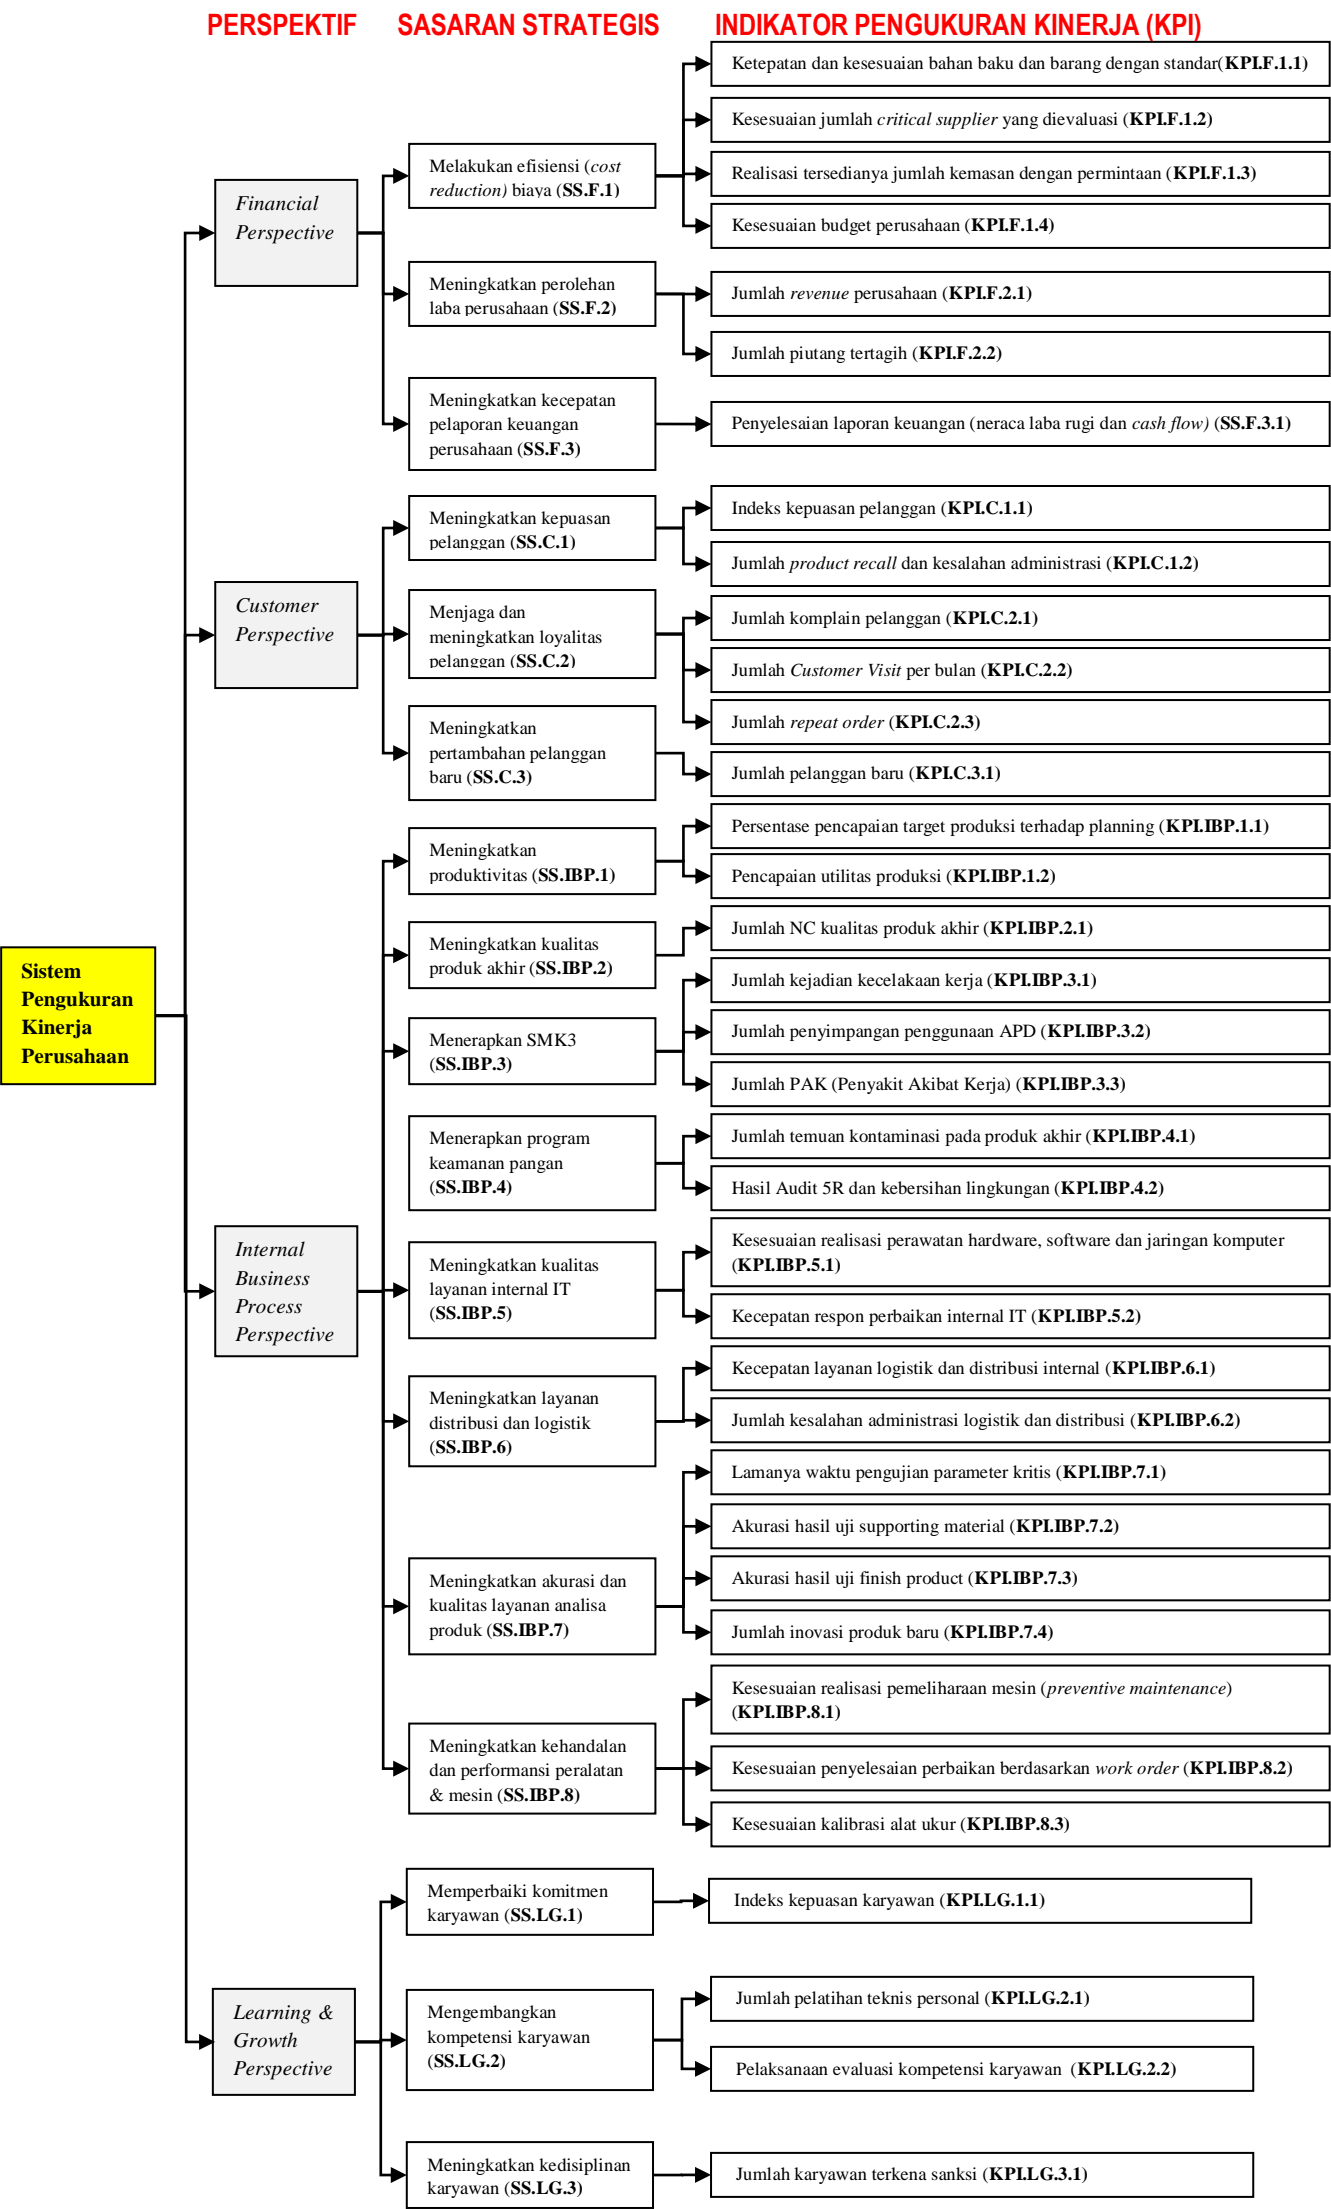 PERSPEKTIF SASARAN STRATEGIS INDIKATOR PENGUKURAN KINERJA (KPI)
Sistem
Pengukuran
Kinerja
Perusahaan
Financial
Perspective
Melakukan efisiensi (cost
reduction) biaya (SS.F.1)
Ketepatan dan kesesuaian bahan baku dan barang dengan standar(KPI.F.1.1)
Kesesuaian jumlah critical supplier yang dievaluasi (KPI.F.1.2)
Realisasi tersedianya jumlah kemasan dengan permintaan (KPI.F.1.3)
Kesesuaian budget perusahaan (KPI.F.1.4)
Meningkatkan perolehan
laba perusahaan (SS.F.2)
Jumlah revenue perusahaan (KPI.F.2.1)
Jumlah piutang tertagih (KPI.F.2.2)
Meningkatkan kecepatan
pelaporan keuangan
perusahaan (SS.F.3)
Penyelesaian laporan keuangan (neraca laba rugi dan cash flow) (SS.F.3.1)
Customer
Perspective
Meningkatkan kepuasan
pelanggan (SS.C.1)
Indeks kepuasan pelanggan (KPI.C.1.1)
Jumlah product recall dan kesalahan administrasi (KPI.C.1.2)
Menjaga dan
meningkatkan loyalitas
pelanggan (SS.C.2)
Jumlah komplain pelanggan (KPI.C.2.1)
Jumlah Customer Visit per bulan (KPI.C.2.2)
Jumlah repeat order (KPI.C.2.3)
Meningkatkan
pertambahan pelanggan
baru (SS.C.3)
Jumlah pelanggan baru (KPI.C.3.1)
Internal
Business
Process
Perspective
Meningkatkan
produktivitas (SS.IBP.1)
Persentase pencapaian target produksi terhadap planning (KPI.IBP.1.1)
Pencapaian utilitas produksi (KPI.IBP.1.2)
Meningkatkan kualitas
produk akhir (SS.IBP.2)
Jumlah NC kualitas produk akhir (KPI.IBP.2.1)
Menerapkan SMK3
(SS.IBP.3)
Jumlah kejadian kecelakaan kerja (KPI.IBP.3.1)
Jumlah penyimpangan penggunaan APD (KPI.IBP.3.2)
Jumlah PAK (Penyakit Akibat Kerja) (KPI.IBP.3.3)
Menerapkan program
keamanan pangan
(SS.IBP.4)
Jumlah temuan kontaminasi pada produk akhir (KPI.IBP.4.1)
Hasil Audit 5R dan kebersihan lingkungan (KPI.IBP.4.2)
Meningkatkan kualitas
layanan internal IT
(SS.IBP.5)
Kesesuaian realisasi perawatan hardware, software dan jaringan komputer
(KPI.IBP.5.1)
Kecepatan respon perbaikan internal IT (KPI.IBP.5.2)
Meningkatkan layanan
distribusi dan logistik
(SS.IBP.6)
Kecepatan layanan logistik dan distribusi internal (KPI.IBP.6.1)
Jumlah kesalahan administrasi logistik dan distribusi (KPI.IBP.6.2)
Meningkatkan akurasi dan
kualitas layanan analisa
produk (SS.IBP.7)
Lamanya waktu pengujian parameter kritis (KPI.IBP.7.1)
Akurasi hasil uji supporting material (KPI.IBP.7.2)
Akurasi hasil uji finish product (KPI.IBP.7.3)
Jumlah inovasi produk baru (KPI.IBP.7.4)
Meningkatkan kehandalan
dan performansi peralatan
& mesin (SS.IBP.8)
Kesesuaian realisasi pemeliharaan mesin (preventive maintenance)
(KPI.IBP.8.1)
Kesesuaian penyelesaian perbaikan berdasarkan work order (KPI.IBP.8.2)
Kesesuaian kalibrasi alat ukur (KPI.IBP.8.3)
Learning &
Growth
Perspective
Memperbaiki komitmen
karyawan (SS.LG.1)
Indeks kepuasan karyawan (KPI.LG.1.1)
Mengembangkan
kompetensi karyawan
(SS.LG.2)
Jumlah pelatihan teknis personal (KPI.LG.2.1)
Pelaksanaan evaluasi kompetensi karyawan (KPI.LG.2.2)
Meningkatkan kedisiplinan
karyawan (SS.LG.3)
Jumlah karyawan terkena sanksi (KPI.LG.3.1)